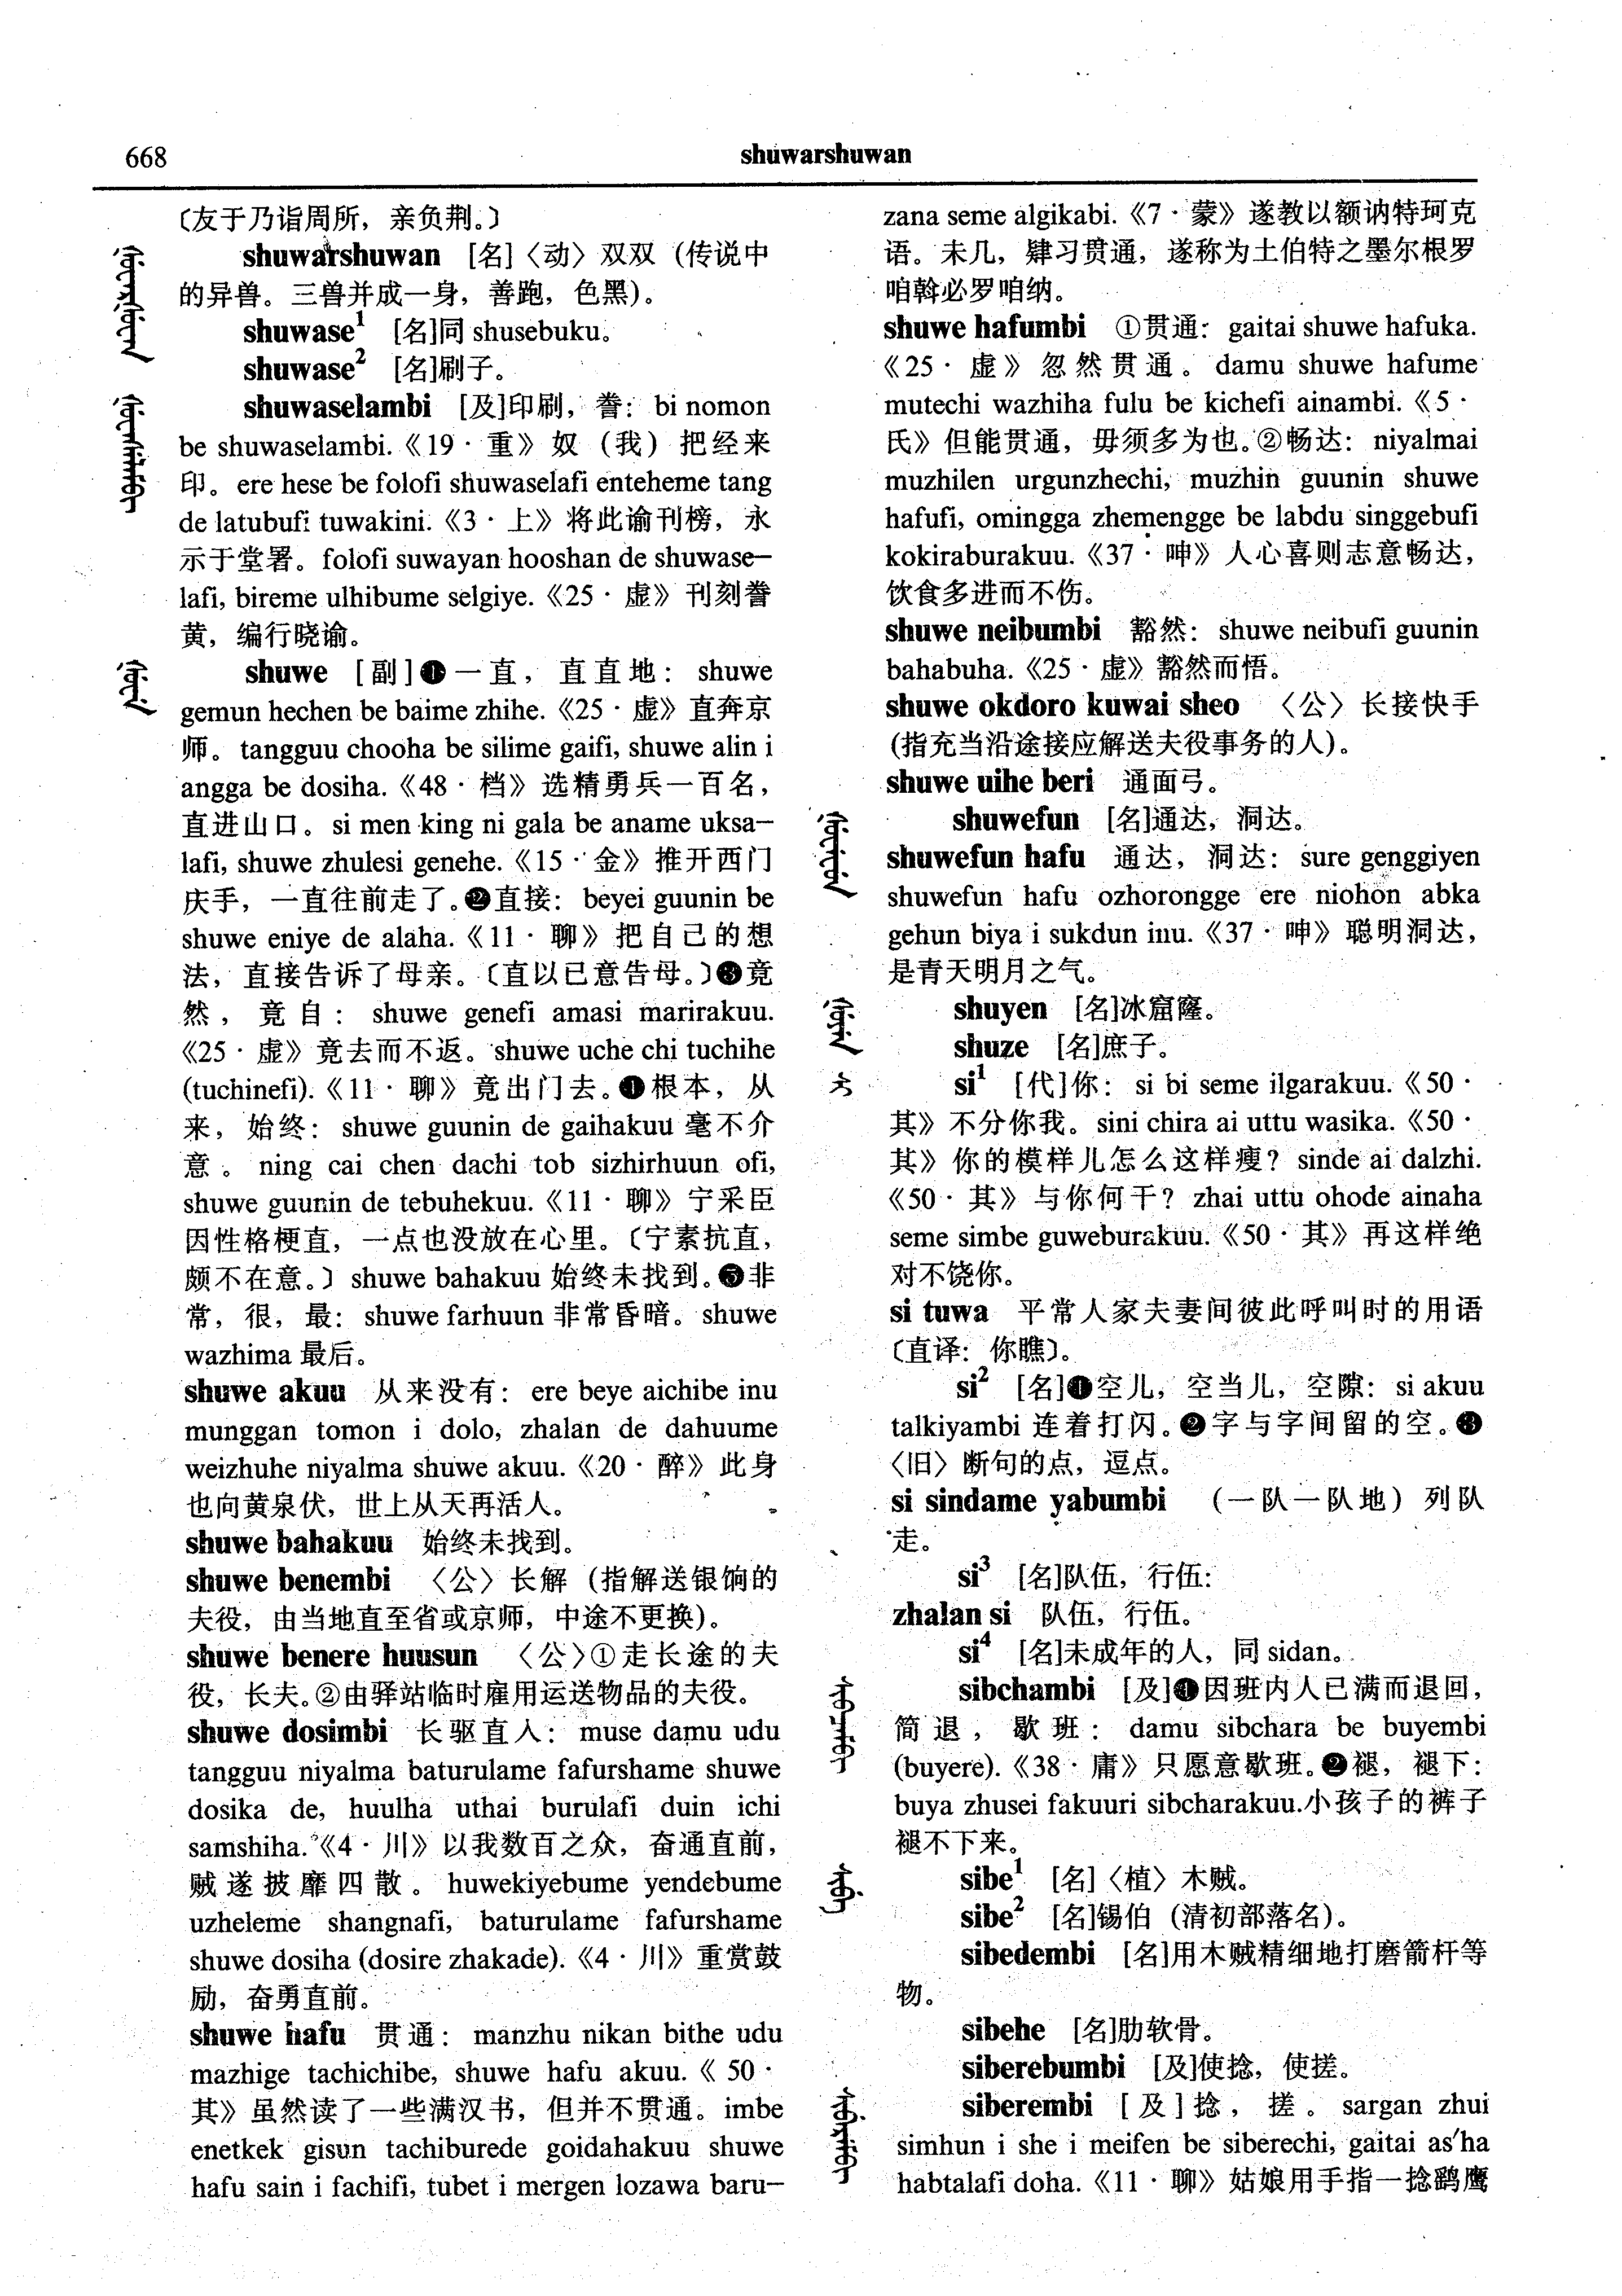 668
shuwarshuwan
〔友于乃诣周所，亲负荆。〕
shuwarshuwan [名]〈动〉双双（传说中
的异兽。三兽并成一身，善跑，色黑）。
shuwase¹ [名]同 shusebuku。
shuwase² [名]刷子。
shuwaselambi [及]印刷，誊：bi nomon
be shuwaselambi.《19·重》奴（我）把经来
印。ere hese be folofi shuwaselafi enteheme tang
de latubufi tuwakini.《3·上》将此谕刊榜，永
示于堂署。folofi suwayan hooshan de shuwase–
lafi, bireme ulhibume selgiye.《25·虚》刊刻誊
黄，编行晓谕。
shuwe [副]❶一直，直直地：shuwe
gemun hechen be baime zhihe.《25·虚》直奔京
师。tangguu chooha be silime gaifi, shuwe alin i
angga be dosiha.《48·档》选精勇兵一百名，
直进山口。si men king ni gala be aname uksa–
lafi, shuwe zhulesi genehe.《15·金》推开西门
庆手，一直往前走了。❷直接：beyei guunin be
shuwe eniye de alaha.《11·聊》把自己的想
法，直接告诉了母亲。〔直以已意告母。〕❸竟
然，竟自：shuwe genefi amasi marirakuu.
《25·虚》竟去而不返。shuwe uche chi tuchihe
(tuchinefi).《11·聊》竟出门去。❶根本，从
来，始终：shuwe guunin de gaihakuu 毫不介
意。ning cai chen dachi tob sizhirhuun ofi,
shuwe guunin de tebuhekuu.《11·聊》宁采臣
因性格梗直，一点也没放在心里。〔宁素抗直，
颇不在意。〕shuwe bahakuu 始终未找到。❺非
常，很，最：shuwe farhuun 非常昏暗。shuwe
wazhima 最后。
shuwe akuu 从来没有：ere beye aichibe inu
munggan tomon i dolo, zhalan de dahuume
weizhuhe niyalma shuwe akuu.《20·醉》此身
也向黄泉伏，世上从天再活人。
shuwe bahakuu 始终未找到。
shuwe benembi 〈公〉长解（指解送银饷的
夫役，由当地直至省或京师，中途不更换）。
shuwe benere huusun 〈公〉①走长途的夫
役，长夫。②由驿站临时雇用运送物品的夫役。
shuwe dosimbi 长驱直人：muse damu udu
tangguu niyalma baturulame fafurshame shuwe
dosika de, huulha uthai burulafi duin ichi
samshiha.《4·川》以我数百之众，奋通直前，
贼遂披靡四散。huwekiyebume yendebume
uzheleme shangnafi, baturulame fafurshame
shuwe dosiha (dosire zhakade).《4·川》重赏鼓
励，奋勇直前。
shuwe hafu 贯通：manzhu nikan bithe udu
mazhige tachichibe, shuwe hafu akuu.《50·
其》虽然读了一些满汉书，但并不贯通。imbe
enetkek gisun tachiburede goidahakuu shuwe
hafu sain i fachifi, tubet i mergen lozawa baru–
zana seme algikabi.《7·蒙》遂教以额讷特珂克
语。未几，肄习贯通，遂称为土伯特之墨尔根罗
咱斡必罗咱纳。
shuwe hafumbi ①贯通：gaitai shuwe hafuka.
《25·虚》忽然贯通。damu shuwe hafume
mutechi wazhiha fulu be kichefi ainambi.《5·
氏》但能贯通，毋须多为也。②畅达：niyalmai
muzhilen urgunzhechi, muzhin guunin shuwe
hafufi, omingga zhemengge be labdu singgebufi
kokiraburakuu.《37·呻》人心喜则志意畅达，
饮食多进而不伤。
shuwe neibumbi 豁然：shuwe neibufi guunin
bahabuha.《25·虚》豁然而悟。
shuwe okdoro kuwai sheo 〈公〉长接快手
（指充当沿途接应解送夫役事务的人）。
shuwe uihe beri 通面弓。
shuwefun [名]通达，洞达。
shuwefun hafu 通达，洞达：sure genggiyen
shuwefun hafu ozhorongge ere niohon abka
gehun biya i sukdun inu.《37·呻》聪明洞达，
是青天明月之气。
shuyen [名]冰窟窿。
shuze [名]庶子。
si¹ [代]你：si bi seme ilgarakuu.《50·
其》不分你我。sini chira ai uttu wasika.《50·
其》你的模样儿怎么这样瘦？sinde ai dalzhi.
《50·其》与你何干？zhai uttu ohode ainaha
seme simbe guweburakuu.《50·其》再这样绝
对不饶你。
si tuwa 平常人家夫妻间彼此呼叫时的用语
〔直译：你瞧〕。
si² [名]❶空儿，空当儿，空隙：si akuu
talkiyambi 连着打闪。❷字与字间留的空。❸
〈旧〉断句的点，逗点。
si sindame yabumbi （一队一队地）列队
走。
si³ [名]队伍，行伍：
zhalan si 队伍，行伍。
si⁴ [名]未成年的人，同 sidan。
sibchambi [及]❶因班内人已满而退回，
简退，歇班：damu sibchara be buyembi
(buyere).《38·庸》只愿意歇班。❷褪，褪下：
buya zhusei fakuuri sibcharakuu.小孩子的裤子
褪不下来。
sibe¹ [名]〈植〉木贼。
sibe² [名]锡伯（清初部落名）。
sibedembi [名]用木贼精细地打磨箭杆等
物。
sibehe [名]肋软骨。
siberebumbi [及]使捻，使搓。
siberembi [及]捻，搓。sargan zhui
simhun i she i meifen be siberechi, gaitai as'ha
habtalafi doha.《11·聊》姑娘用手指一捻鹞鹰